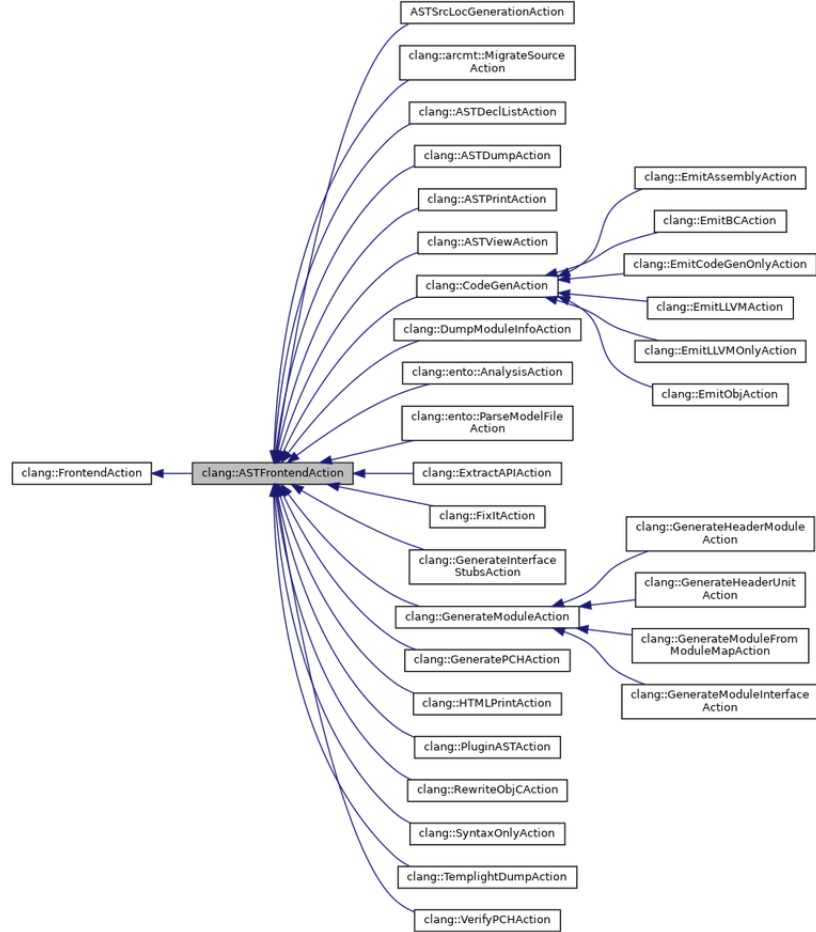 ASTSrcLocGenerationAction
clang::arcmt::MigrateSource
Action
clang::ASTDeclListAction
clang::ASTDumpAction
clang::ASTPrintAction
clang::ASTViewAction
clang::CodeGenAction
clang::EmitAssemblyAction
clang::EmitBCAction
clang::EmitCodeGenOnlyAction
clang::EmitLLVMAction
clang::EmitLLVMOnlyAction
clang::EmitObjAction
clang::DumpModuleInfoAction
clang::ento::AnalysisAction
clang::ento::ParseModelFile
Action
clang::FrontendAction
clang::ASTFrontendAction
clang::ExtractAPIAction
clang::FixItAction
clang::GenerateInterface
StubsAction
clang::GenerateModuleAction
clang::GenerateHeaderModule
Action
clang::GenerateHeaderUnit
Action
clang::GenerateModuleFrom
ModuleMapAction
clang::GenerateModuleInterface
Action
clang::GeneratePCHAction
clang::HTMLPrintAction
clang::PluginASTAction
clang::RewriteObjCAction
clang::SyntaxOnlyAction
clang::TemplightDumpAction
clang::VerifyPCHAction